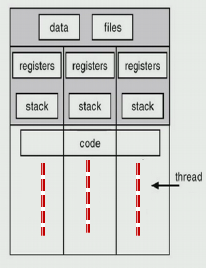 data files
registers registers registers
stack stack stack
code
thread